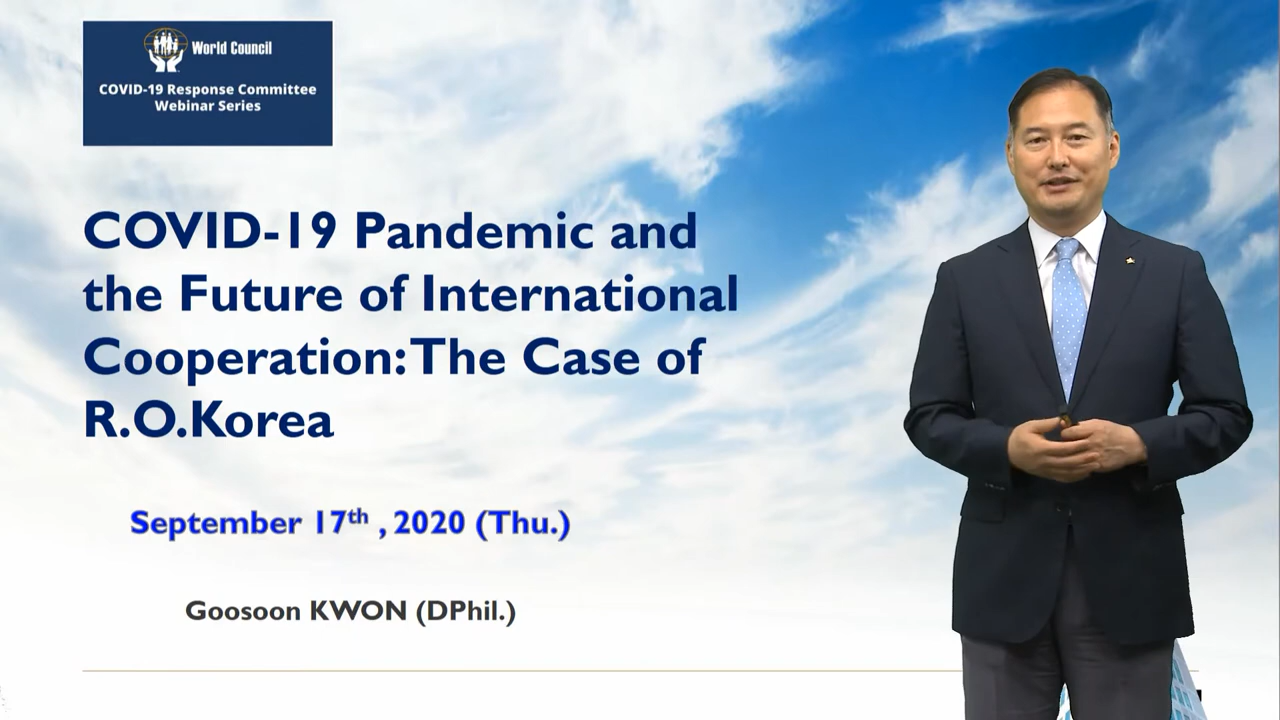 World Council
COVID-19 Response Committee
Webinar Series
COVID-19 Pandemic and
the Future of International
Cooperation: The Case of
R.O.Korea
September 17th , 2020 (Thu.)
Goosoon KWON (DPhil.)